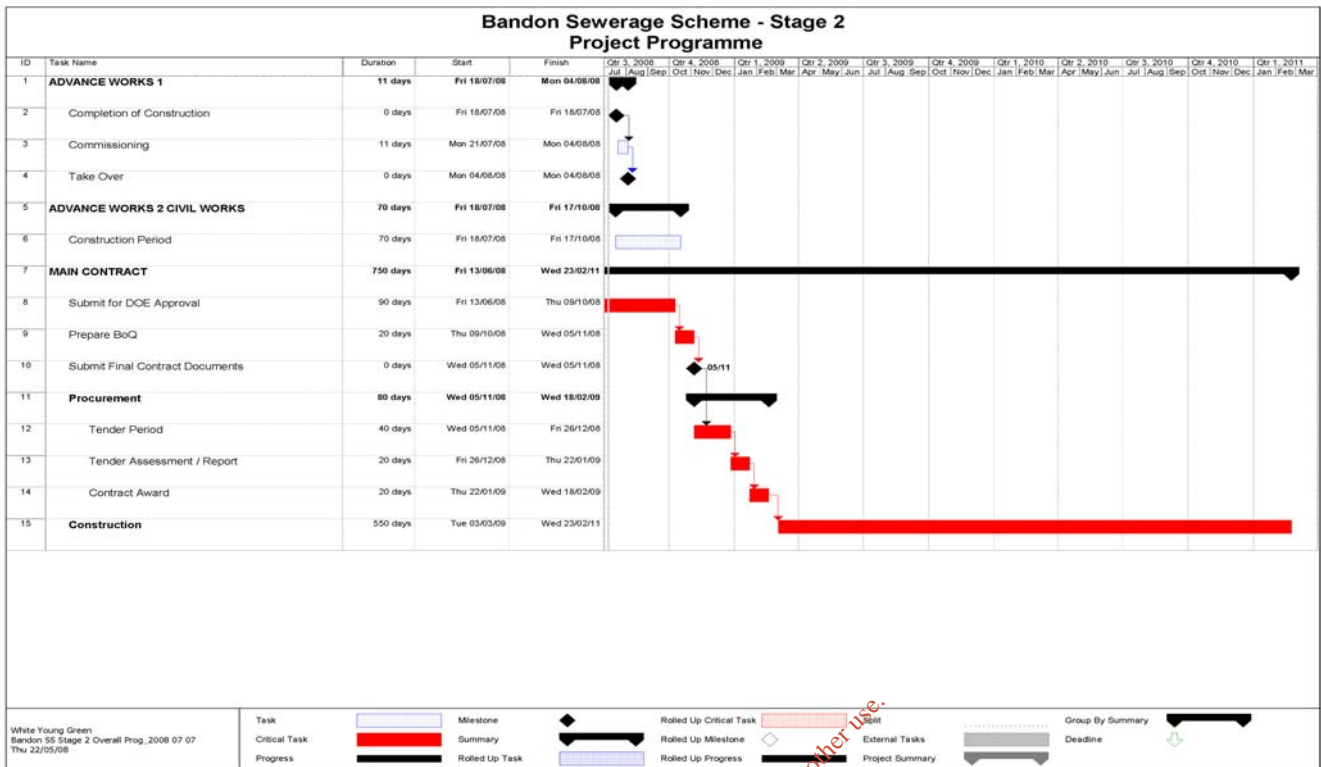 Bandon Sewerage Scheme - Stage 2
Project Programme
ID Task Name Duration Start Finish Qtr 3, 2008 Qtr 4, 2008 Qtr 1, 2009 Qtr 2, 2009 Qtr 3, 2009 Qtr 4, 2009 Qtr 1, 2010 Qtr 2, 2010 Qtr 3, 2010 Qtr 4, 2010 Qtr 1, 2011
Jul Aug Sep Oct Nov Dec Jan Feb Mar Apr May Jun Jul Aug Sep Oct Nov Dec Jan Feb Mar Apr May Jun Jul Aug Sep Oct Nov Dec Jan Feb Mar
1 ADVANCE WORKS 1 11 days Fri 18/07/08 Mon 04/08/08
2 Completion of Construction 0 days Fri 18/07/08 Fri 18/07/08
3 Commissioning 11 days Mon 21/07/08 Mon 04/08/08
4 Take Over 0 days Mon 04/08/08 Mon 04/08/08
5 ADVANCE WORKS 2 CIVIL WORKS 70 days Fri 18/07/08 Fri 17/10/08
6 Construction Period 70 days Fri 18/07/08 Fri 17/10/08
7 MAIN CONTRACT 750 days Fri 13/06/08 Wed 23/02/11
8 Submit for DOE Approval 90 days Fri 13/06/08 Thu 09/10/08
9 Prepare BoQ 20 days Thu 09/10/08 Wed 05/11/08
10 Submit Final Contract Documents 0 days Wed 05/11/08 Wed 05/11/08 05/11
11 Procurement 80 days Wed 05/11/08 Wed 18/02/09
12 Tender Period 40 days Wed 05/11/08 Fri 26/12/08
13 Tender Assessment / Report 20 days Fri 26/12/08 Thu 22/01/09
14 Contract Award 20 days Thu 22/01/09 Wed 18/02/09
15 Construction 550 days Tue 03/03/09 Wed 23/02/11
other use.
White Young Green
Bandon SS Stage 2 Overall Prog_2008 07 07
Thu 22/05/08
Task Milestone Rolled Up Critical Task Split Group By Summary
Critical Task Summary Rolled Up Milestone External Tasks Deadline
Progress Rolled Up Task Rolled Up Progress Project Summary